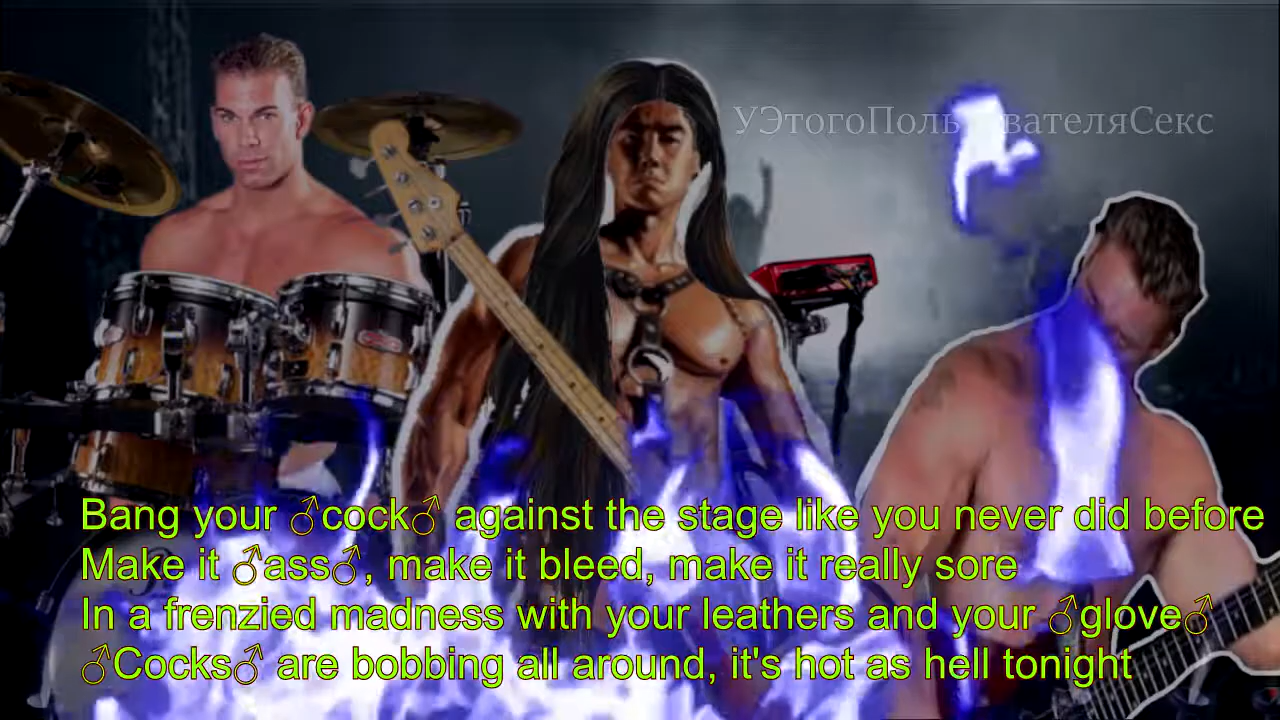 УЭтогоПользвателяСекс
Bang your ♂cock♂ against the stage like you never did before
Make it ♂ass♂, make it bleed, make it really sore
In a frenzied madness with your leathers and your ♂glove♂
♂Cocks♂ are bobbing all around, it's hot as hell tonight